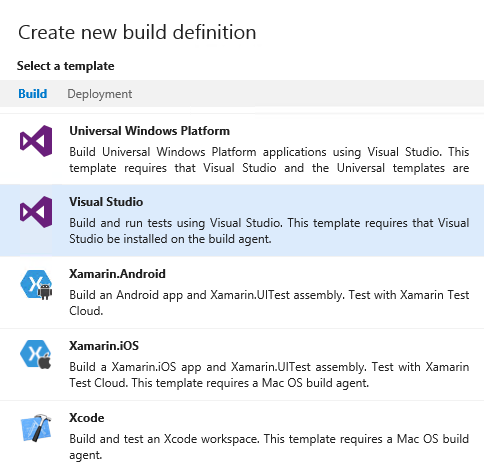 Create new build definition
Select a template
Build Deployment
Universal Windows Platform
Build Universal Windows Platform applications using Visual Studio. This
template requires that Visual Studio and the Universal templates are
Visual Studio
Build and run tests using Visual Studio. This template requires that Visual
Studio be installed on the build agent.
Xamarin.Android
Build an Android app and Xamarin.UITest assembly. Test with Xamarin Test
Cloud.
Xamarin.iOS
Build a Xamarin.iOS app and Xamarin.UITest assembly. Test with Xamarin
Test Cloud. This template requires a Mac OS build agent.
Xcode
Build and test an Xcode workspace. This template requires a Mac OS build
agent.